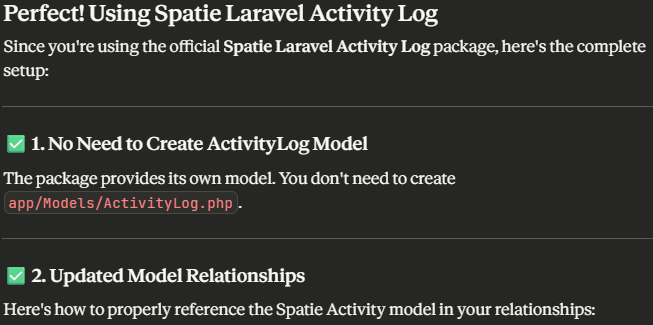 Perfect! Using Spatie Laravel Activity Log
Since you're using the official Spatie Laravel Activity Log package, here's the complete
setup:
✅ 1. No Need to Create ActivityLog Model
The package provides its own model. You don't need to create
app/Models/ActivityLog.php.
✅ 2. Updated Model Relationships
Here's how to properly reference the Spatie Activity model in your relationships: